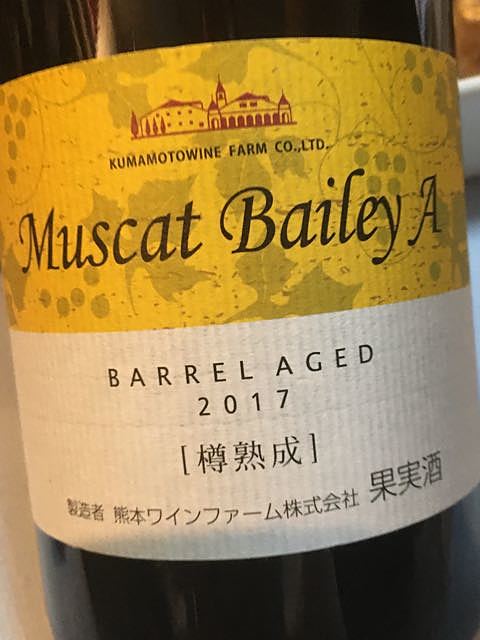 KUMAMOTOWINE FARM CO.,LTD.
Muscat Bailey A
BARREL AGED
2017
[樽熟成]
製造者 熊本ワインファーム株式会社 果実酒